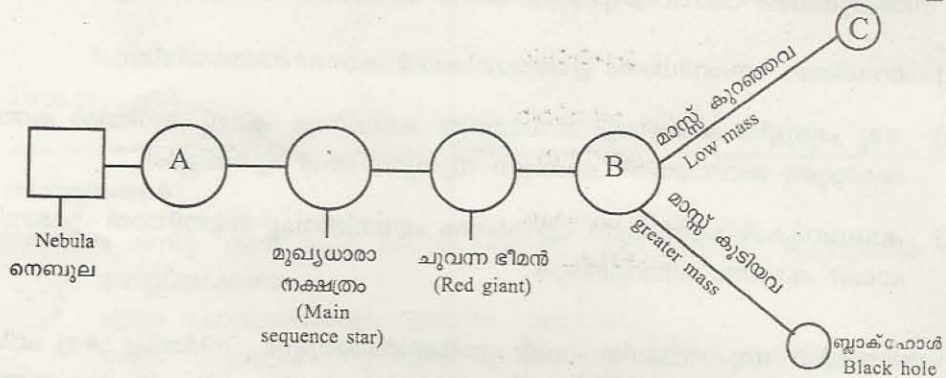 C
മാസ്സ് കുറഞ്ഞവ
Low mass
A
B
Nebula
നെബുല
മുഖ്യധാരാ
നക്ഷത്രം
(Main
sequence star)
ചുവന്ന ഭീമൻ
(Red giant)
മാസ്സ് കൂടിയവ
greater mass
ബ്ലാക്ഹോൾ
Black hole